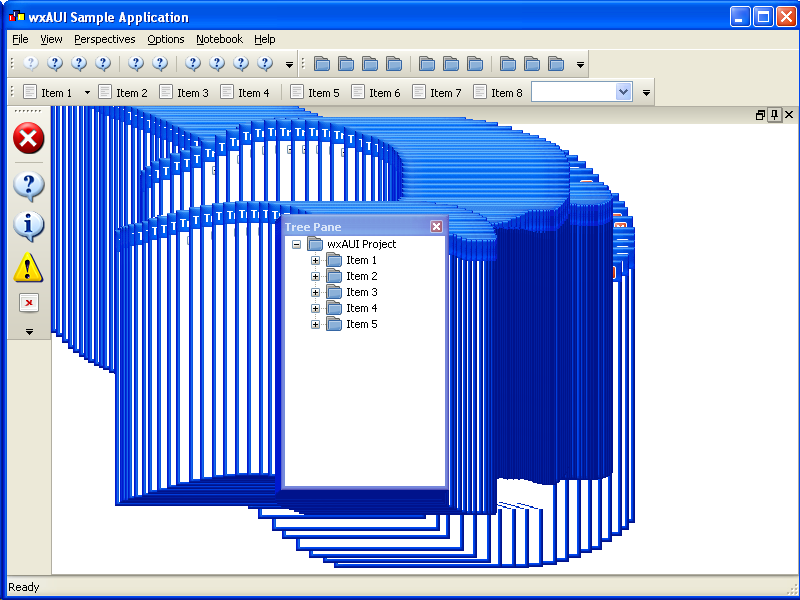 wxAUI Sample Application
File View Perspectives Options Notebook Help
Item 1 Item 2 Item 3 Item 4 Item 5 Item 6 Item 7 Item 8
Tree Pane
wxAUI Project
Item 1
Item 2
Item 3
Item 4
Item 5
Ready